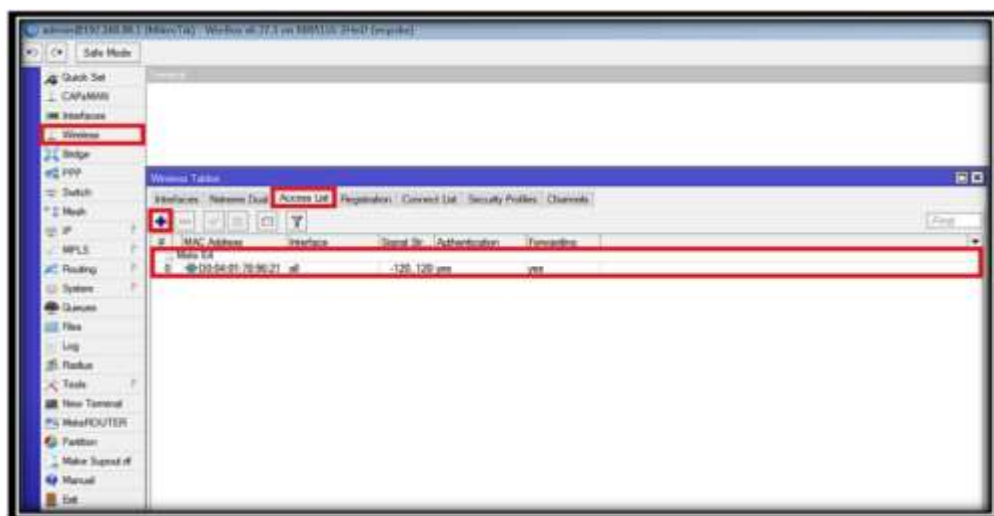 Safe Mode
Quick Set
CAPsMAN
Interfaces
Wireless
Bridge
PPP
Switch
Mesh
IP
MPLS
Routing
System
Queues
Files
Log
Radius
Tools
New Terminal
MetaROUTER
Partition
Make Supout.rif
Manual
Exit
Wireless Tables
Interfaces Nstreme Dual Access List Registration Connect List Security Profiles Channels
Find
# MAC Address Interface Signal Str... Authentication Forwarding
0 all -120..120 yes yes